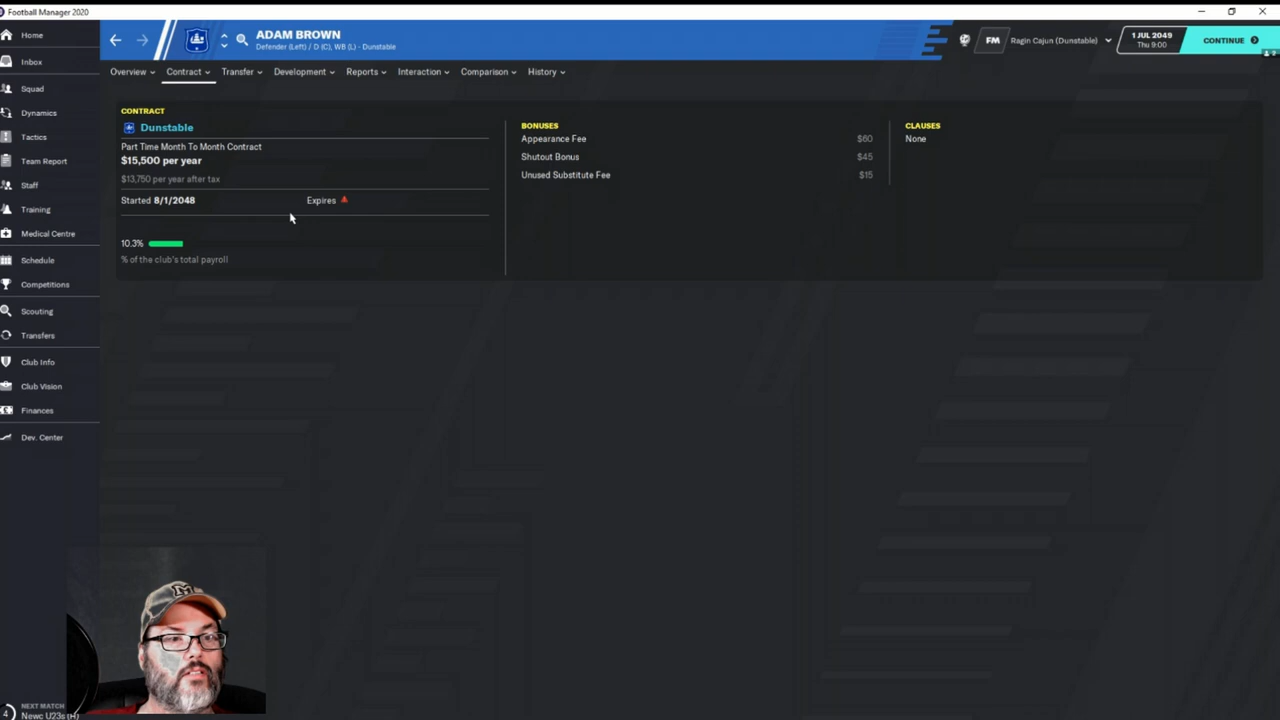 Football Manager 2020
Home
Inbox
Squad
Dynamics
Tactics
Team Report
Staff
Training
Medical Centre
Schedule
Competitions
Scouting
Transfers
Club Info
Club Vision
Finances
Dev. Center
NEXT MATCH
4
Newc U23s (H)
ADAM BROWN
Defender (Left) / D (C), WB (L) - Dunstable
FM
Ragin Cajun (Dunstable)
1 JUL 2049
Thu 9:00
CONTINUE
Overview
Contract
Transfer
Development
Reports
Interaction
Comparison
History
CONTRACT
Dunstable
Part Time Month To Month Contract
$15,500 per year
$13,750 per year after tax
Started 8/1/2048
Expires
10.3%
% of the club's total payroll
BONUSES
Appearance Fee $60
Shutout Bonus $45
Unused Substitute Fee $15
CLAUSES
None